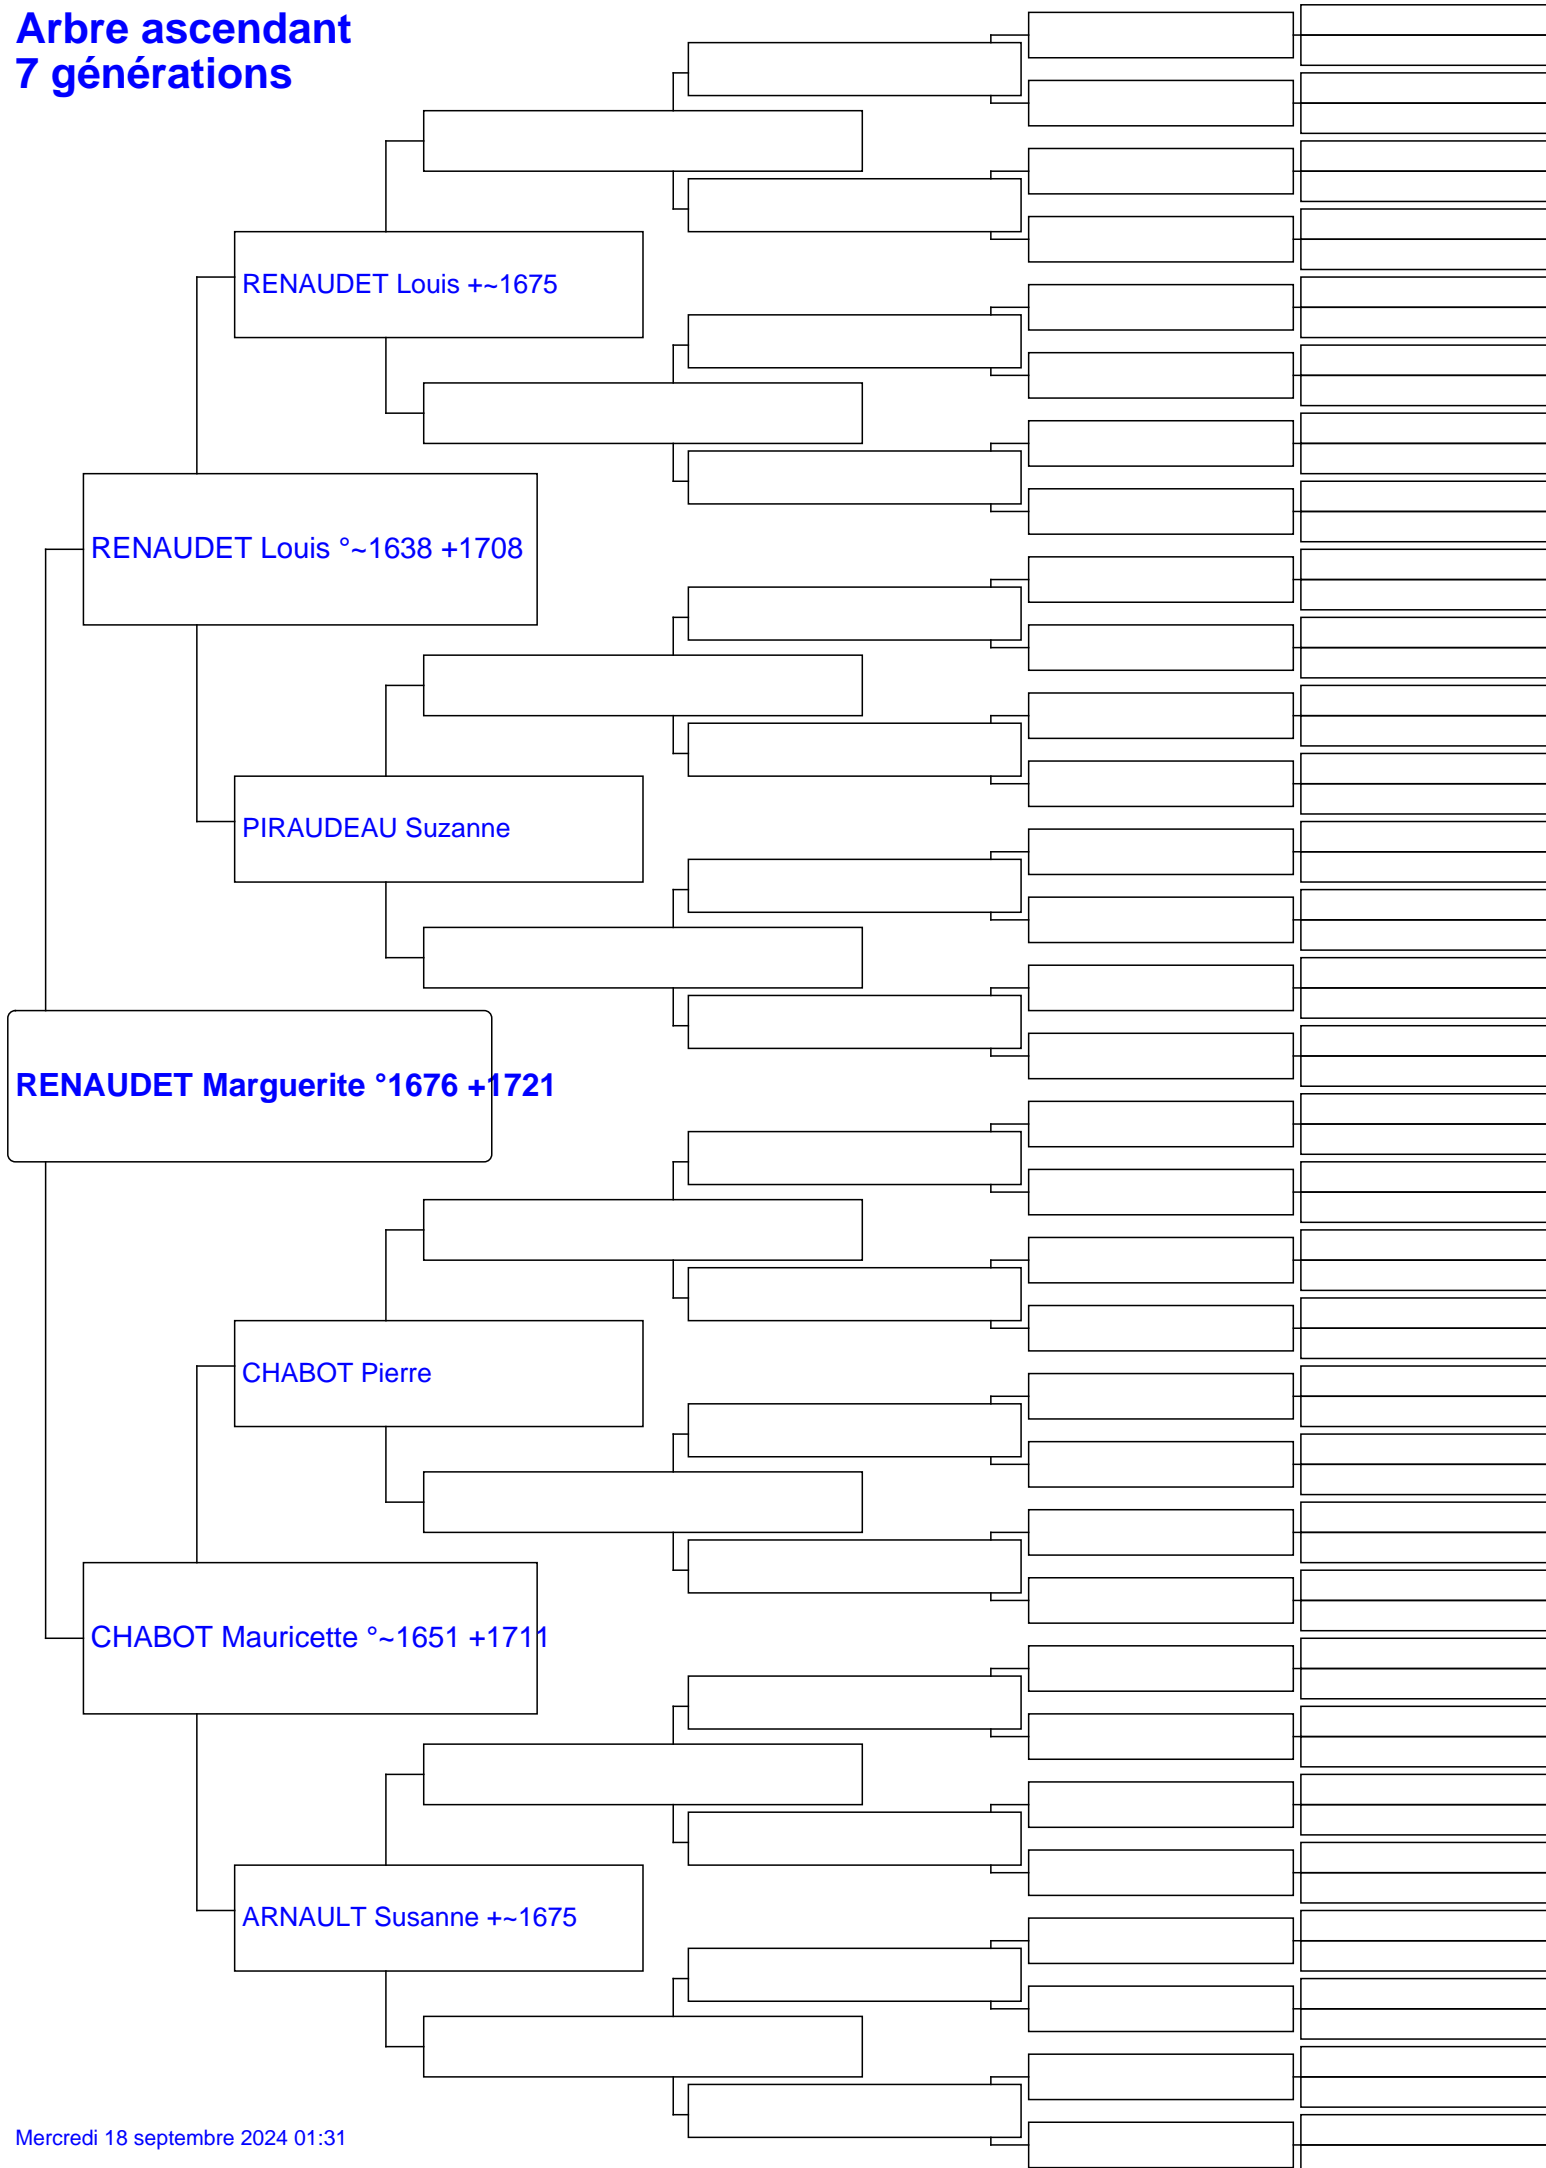 Arbre ascendant
7 générations
RENAUDET Louis +~1675
RENAUDET Louis °~1638 +1708
PIRAUDEAU Suzanne
RENAUDET Marguerite °1676 +1721
CHABOT Pierre
CHABOT Mauricette °~1651 +1711
ARNAULT Susanne +~1675
Mercredi 18 septembre 2024 01:31